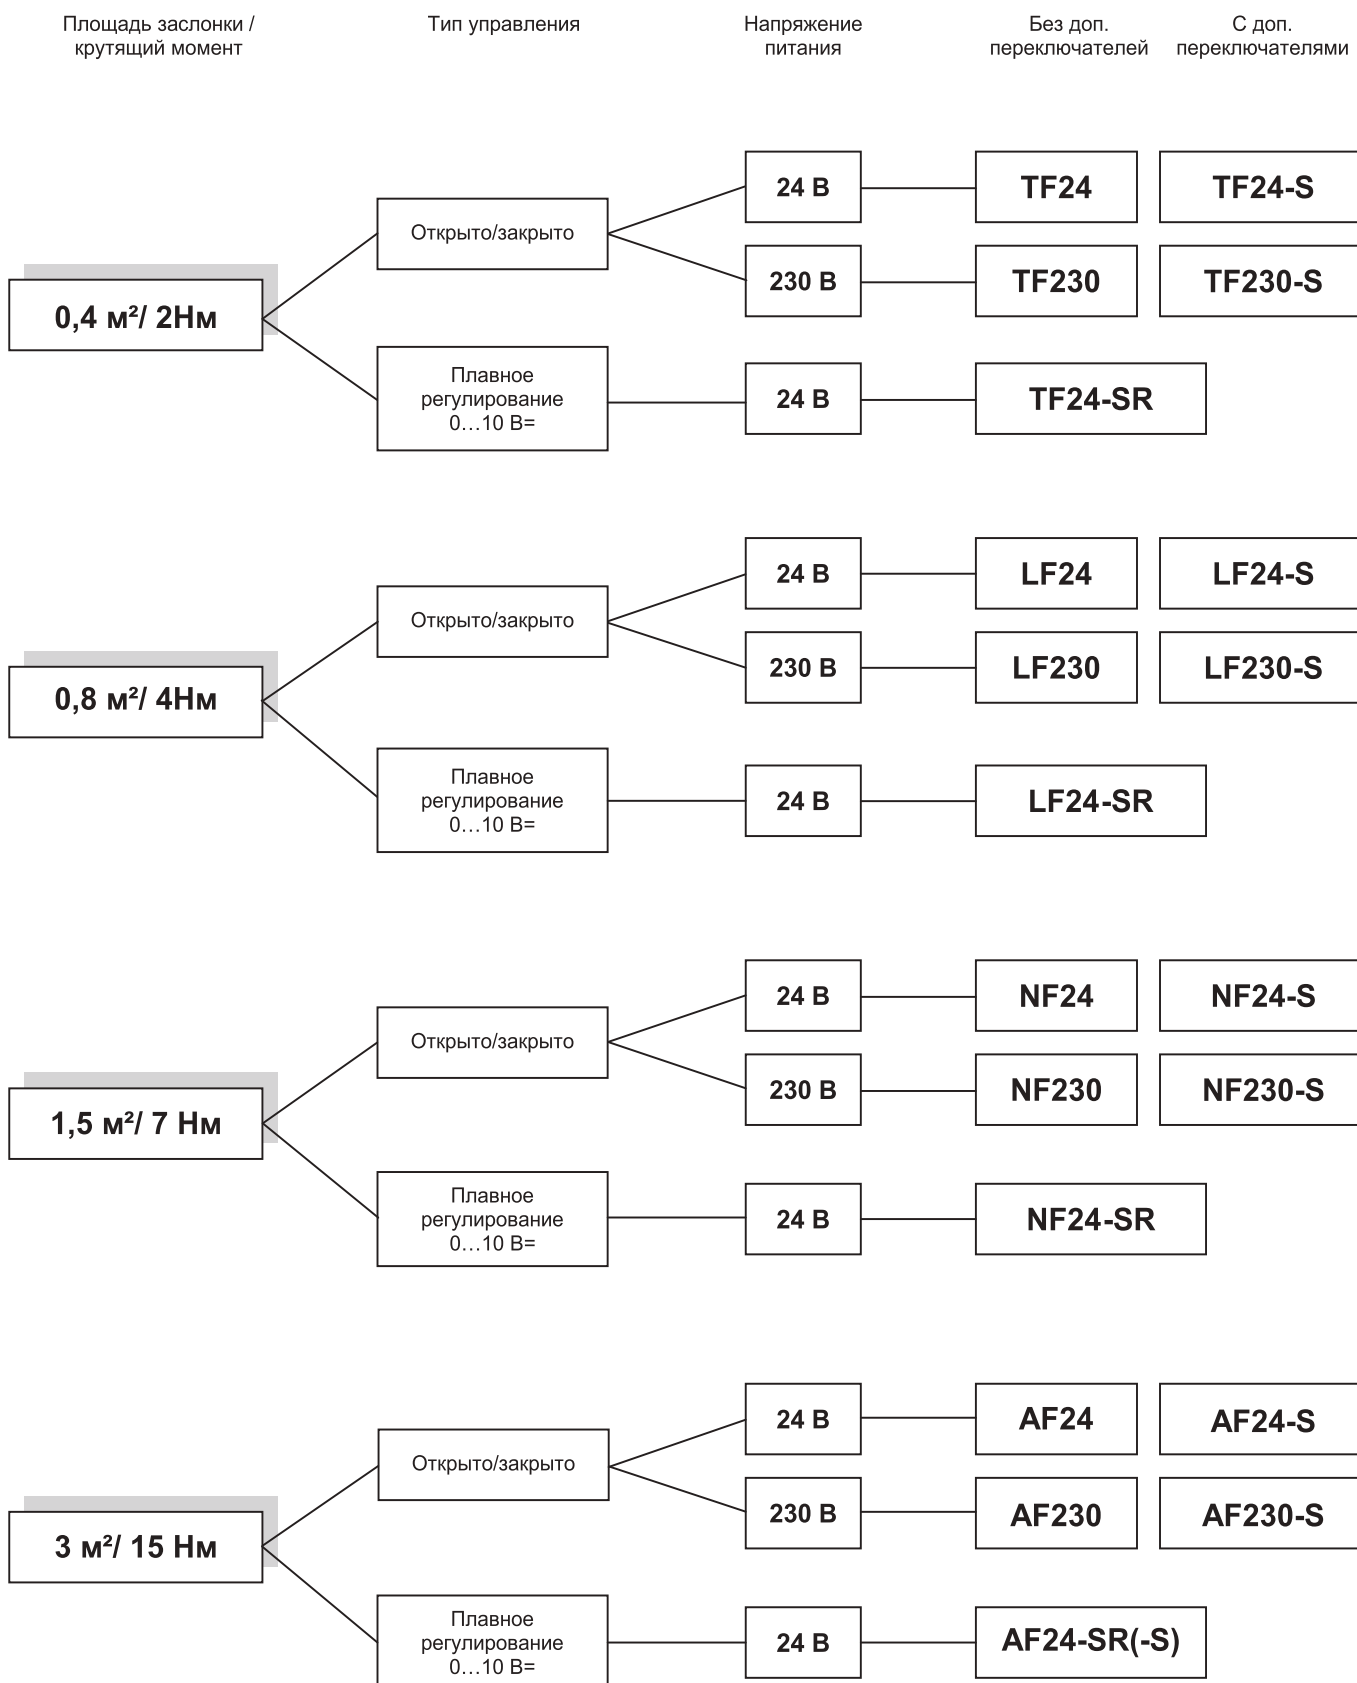 Площадь заслонки /
крутящий момент
Тип управления
Напряжение
питания
Без доп.
переключателей
С доп.
переключателями
0,4 м²/ 2Нм
Открыто/закрыто
24 В
TF24
TF24-S
230 В
TF230
TF230-S
Плавное
регулирование
0…10 В=
24 В
TF24-SR
0,8 м²/ 4Нм
Открыто/закрыто
24 В
LF24
LF24-S
230 В
LF230
LF230-S
Плавное
регулирование
0…10 В=
24 В
LF24-SR
1,5 м²/ 7 Нм
Открыто/закрыто
24 В
NF24
NF24-S
230 В
NF230
NF230-S
Плавное
регулирование
0…10 В=
24 В
NF24-SR
3 м²/ 15 Нм
Открыто/закрыто
24 В
AF24
AF24-S
230 В
AF230
AF230-S
Плавное
регулирование
0…10 В=
24 В
AF24-SR(-S)